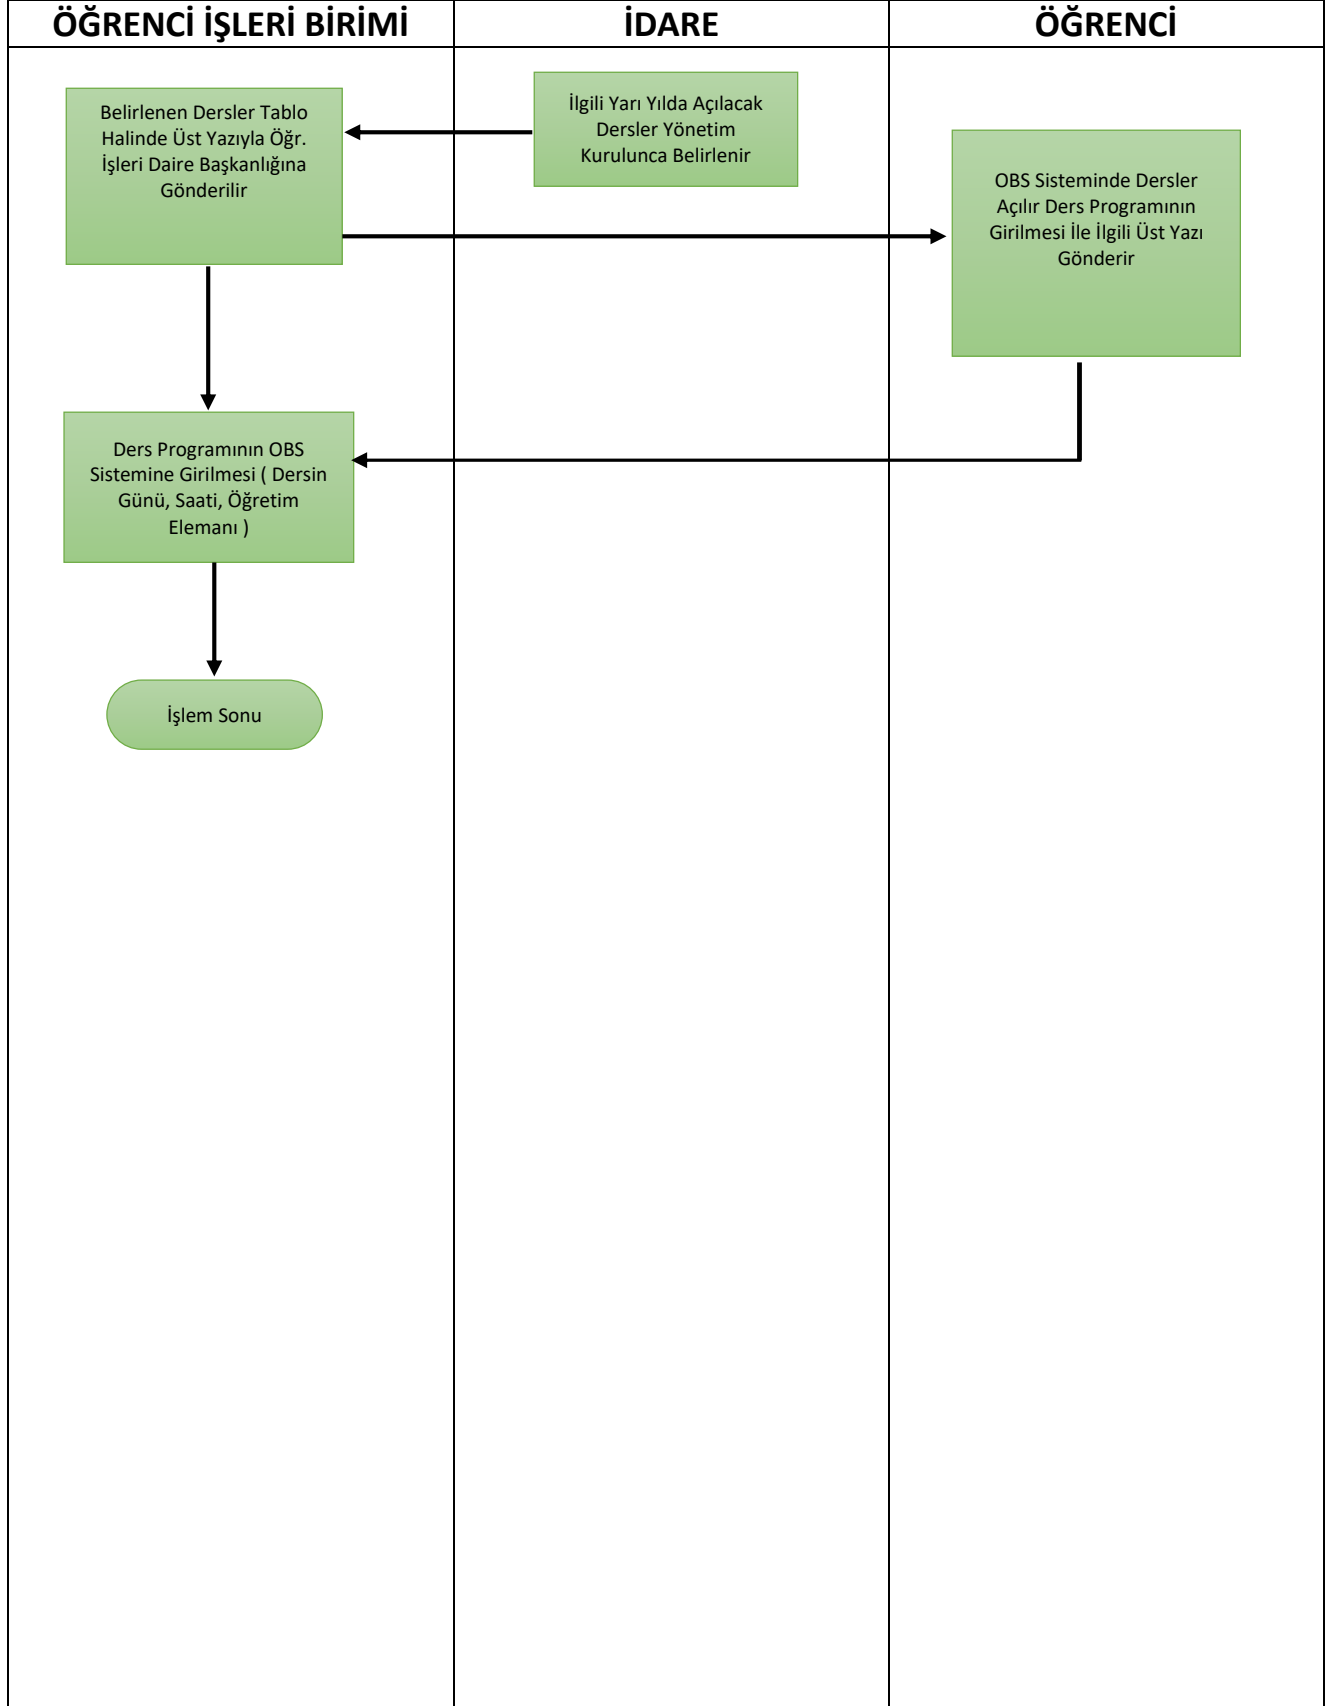 ÖĞRENCİ İŞLERİ BİRİMİ
İDARE
ÖĞRENCİ
Belirlenen Dersler Tablo
Halinde Üst Yazıyla Öğr.
İşleri Daire Başkanlığına
Gönderilir
İlgili Yarı Yılda Açılacak
Dersler Yönetim
Kurulunca Belirlenir
OBS Sisteminde Dersler
Açılır Ders Programının
Girilmesi İle İlgili Üst Yazı
Gönderir
Ders Programının OBS
Sistemine Girilmesi ( Dersin
Günü, Saati, Öğretim
Elemanı )
İşlem Sonu